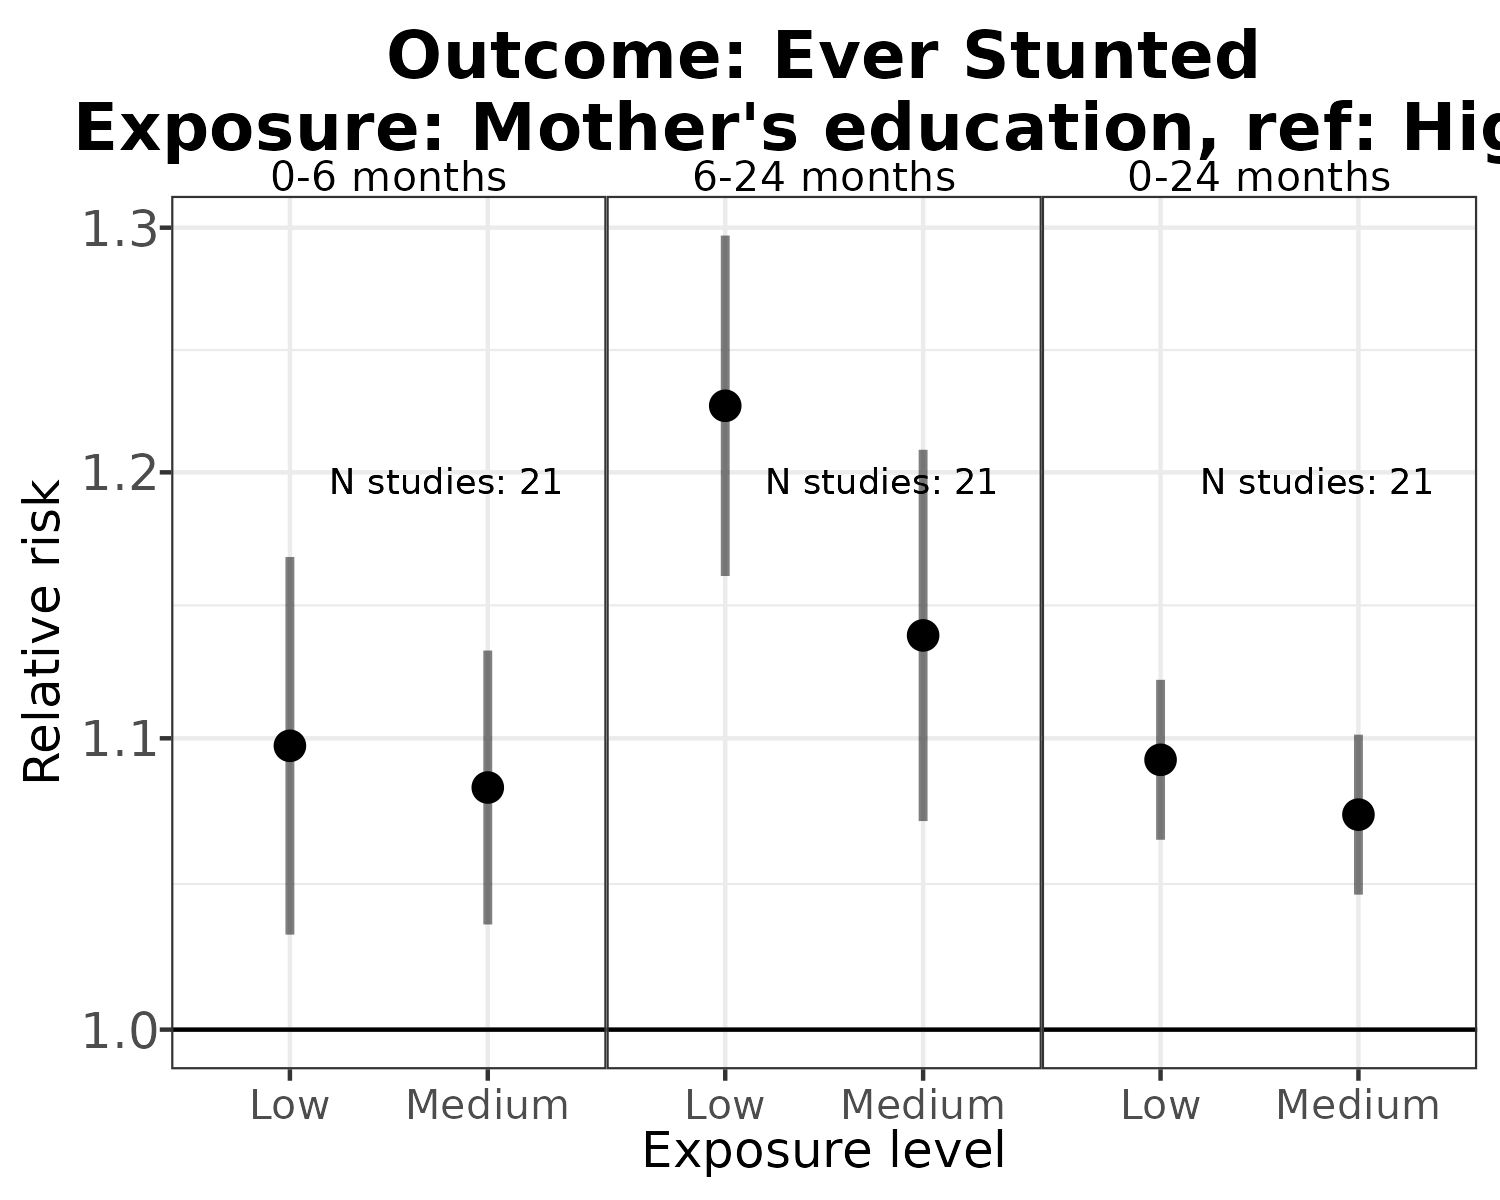 Outcome: Ever Stunted
Exposure: Mother's education, ref: Hig
0-6 months 6-24 months 0-24 months
1.3
1.2
N studies: 21 N studies: 21 N studies: 21
1.1
1.0
Relative risk
Low Medium Low Medium Low Medium
Exposure level